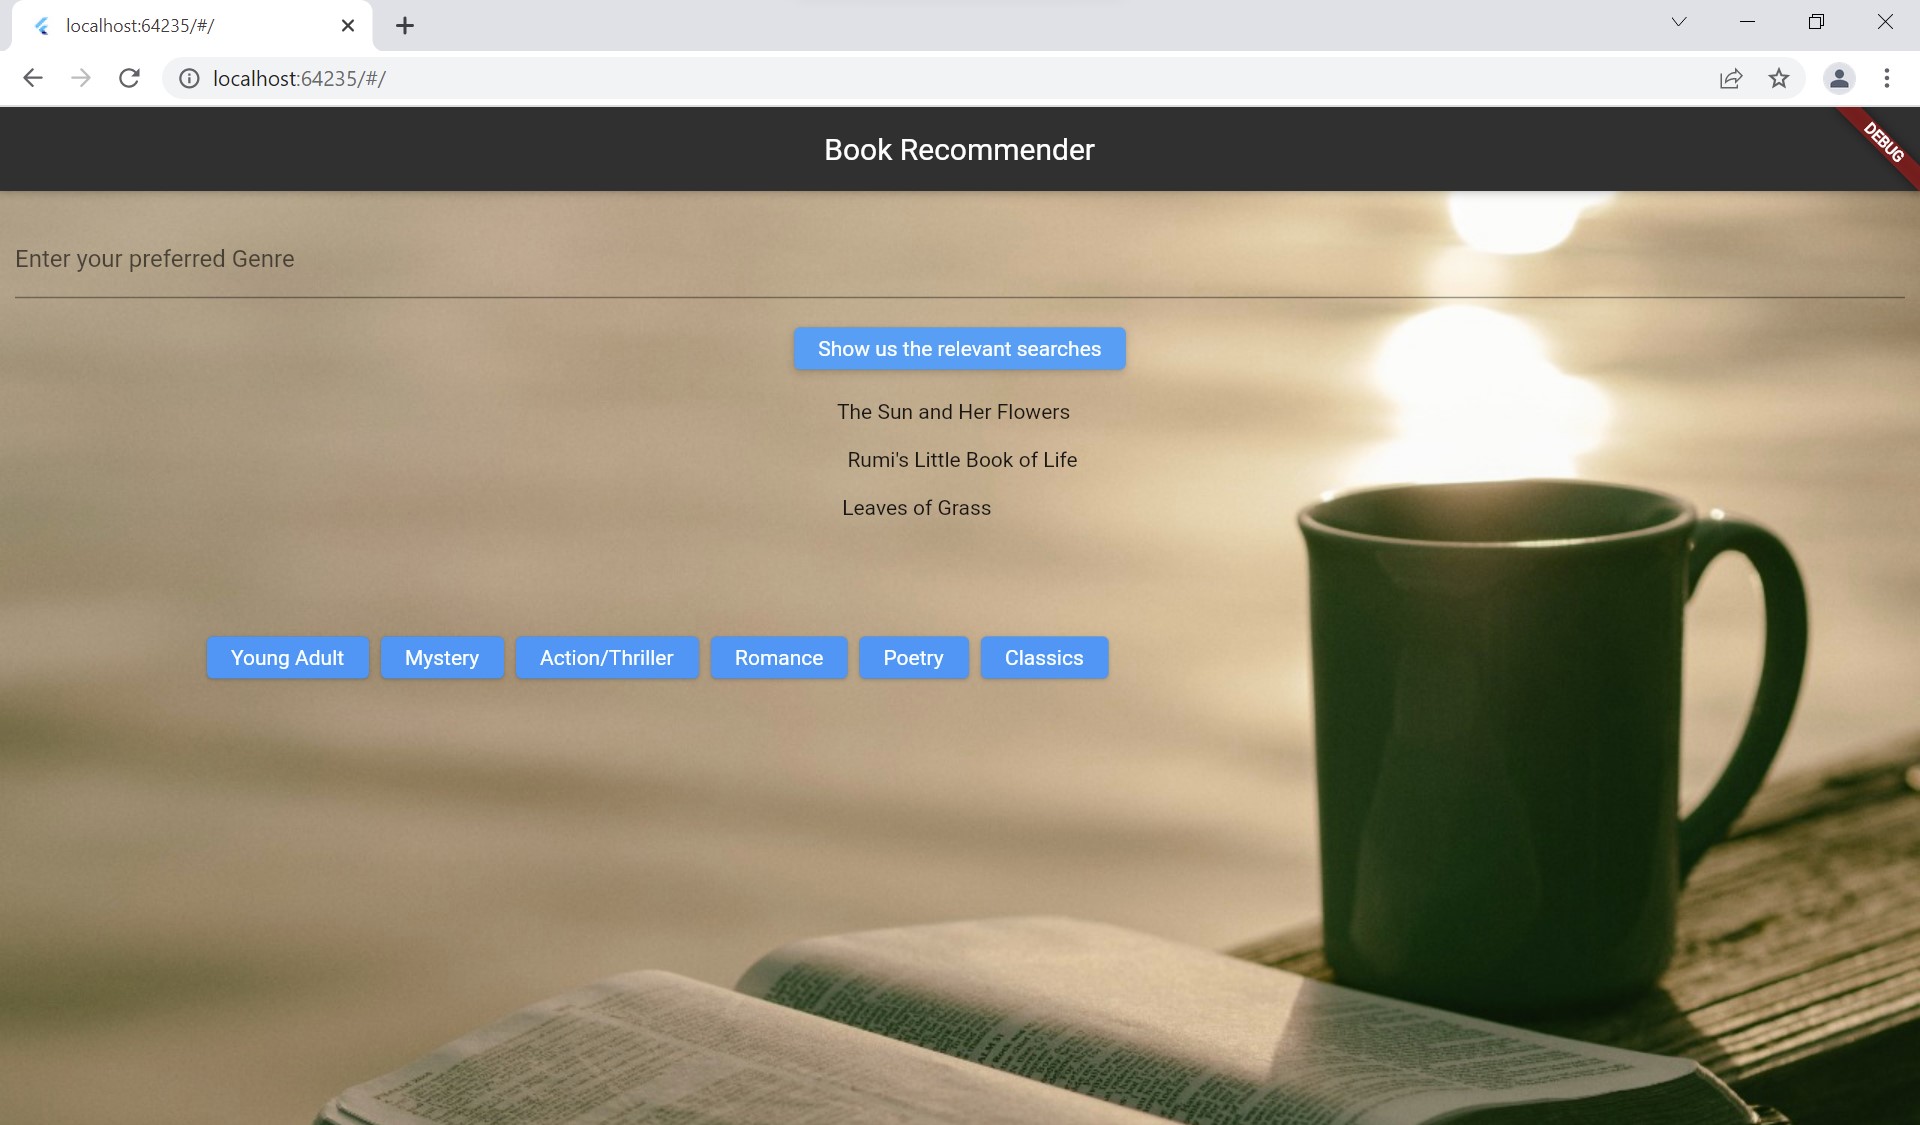 localhost:64235/#/
localhost:64235/#/
Book Recommender
DEBUG
Enter your preferred Genre
Show us the relevant searches
The Sun and Her Flowers
Rumi's Little Book of Life
Leaves of Grass
Young Adult Mystery Action/Thriller Romance Poetry Classics